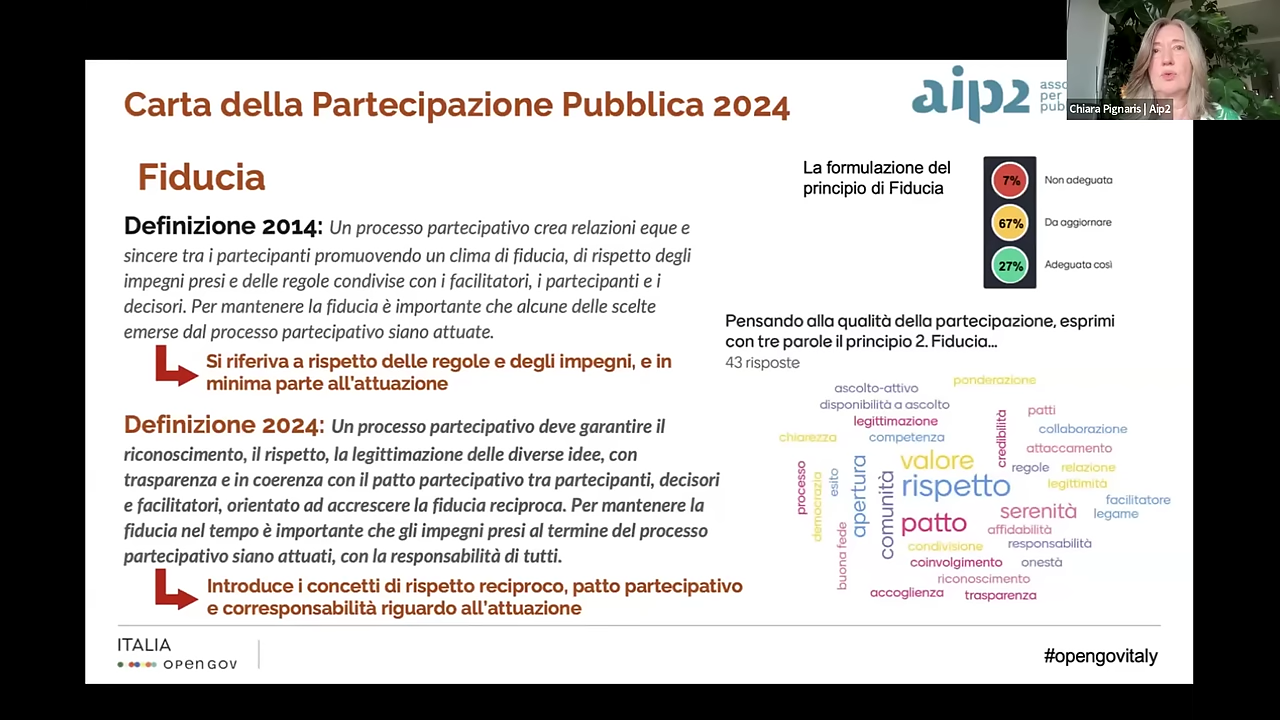 Carta della Partecipazione Pubblica 2024
aip2
asso
per
pub
Chiara Pignaris | Aip2
Fiducia
Definizione 2014: Un processo partecipativo crea relazioni eque e
sincere tra i partecipanti promuovendo un clima di fiducia, di rispetto degli
impegni presi e delle regole condivise con i facilitatori, i partecipanti e i
decisori. Per mantenere la fiducia è importante che alcune delle scelte
emerse dal processo partecipativo siano attuate.
Si riferiva a rispetto delle regole e degli impegni, e in
minima parte all'attuazione
Definizione 2024: Un processo partecipativo deve garantire il
riconoscimento, il rispetto, la legittimazione delle diverse idee, con
trasparenza e in coerenza con il patto partecipativo tra partecipanti, decisori
e facilitatori, orientato ad accrescere la fiducia reciproca. Per mantenere la
fiducia nel tempo è importante che gli impegni presi al termine del processo
partecipativo siano attuati, con la responsabilità di tutti.
Introduce i concetti di rispetto reciproco, patto partecipativo
e corresponsabilità riguardo all'attuazione
La formulazione del
principio di Fiducia
7% Non adeguata
67% Da aggiornare
27% Adeguata così
Pensando alla qualità della partecipazione, esprimi
con tre parole il principio 2. Fiducia...
43 risposte
ponderazione
ascolto-attivo
disponibilità a ascolto
patti
legittimazione
credibilità
collaborazione
chiarezza
competenza
attaccamento
valore
regole
relazione
processo
democrazia
esito
apertura
comunità
rispetto
legittimità
facilitatore
serenità
legame
patto
affidabilità
buona fede
condivisione
responsabilità
coinvolgimento
onestà
riconoscimento
accoglienza
trasparenza
ITALIA
OPEN GOV
#opengovitaly